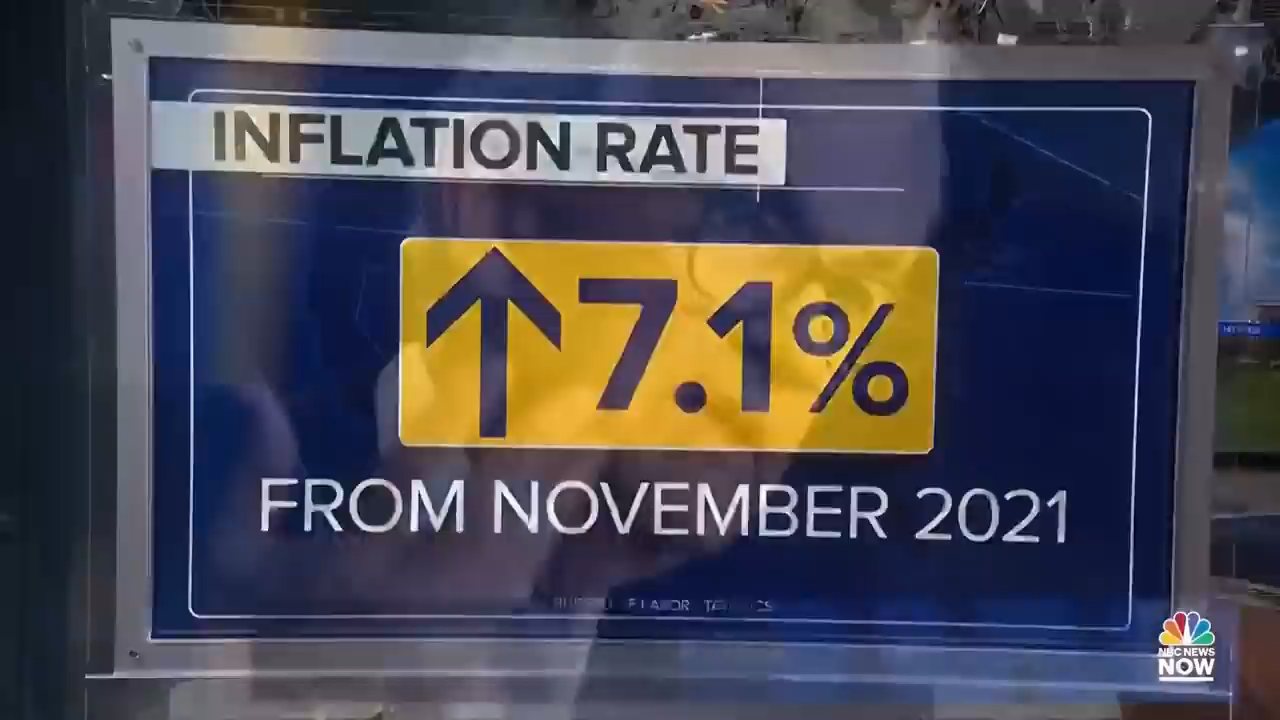 INFLATION RATE
↑7.1%
FROM NOVEMBER 2021
NBC NEWS
NOW